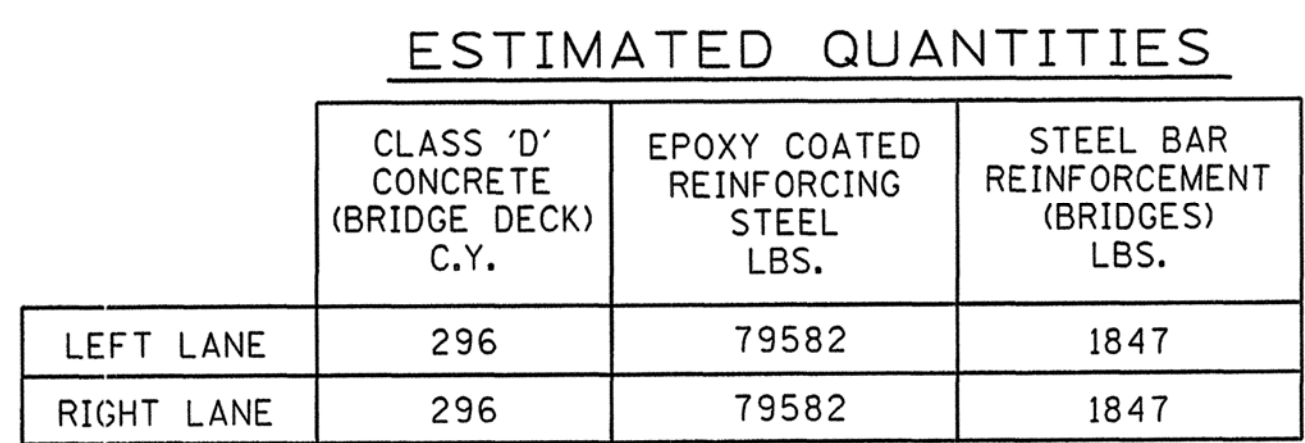 ESTIMATED QUANTITIES
CLASS 'D'
CONCRETE
(BRIDGE DECK)
C.Y.
EPOXY COATED
REINFORCING
STEEL
LBS.
STEEL BAR
REINFORCEMENT
(BRIDGES)
LBS.
LEFT LANE 296 79582 1847
RIGHT LANE 296 79582 1847